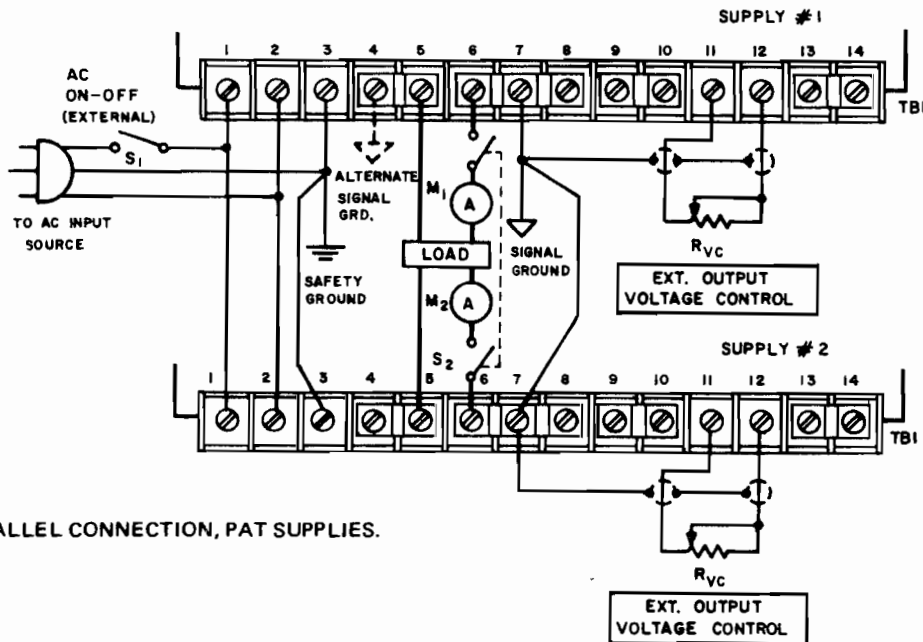 SUPPLY #1
1 2 3 4 5 6 7 8 9 10 11 12 13 14
TB1
AC
ON-OFF
(EXTERNAL)
S1
TO AC INPUT
SOURCE
ALTERNATE
SIGNAL
GRD.
SAFETY
GROUND
M1
A
LOAD
M2
A
S2
SIGNAL
GROUND
RVC
EXT. OUTPUT
VOLTAGE CONTROL
SUPPLY #2
1 2 3 4 5 6 7 8 9 10 11 12 13 14
TB1
RVC
EXT. OUTPUT
VOLTAGE CONTROL
ALLEL CONNECTION, PAT SUPPLIES.